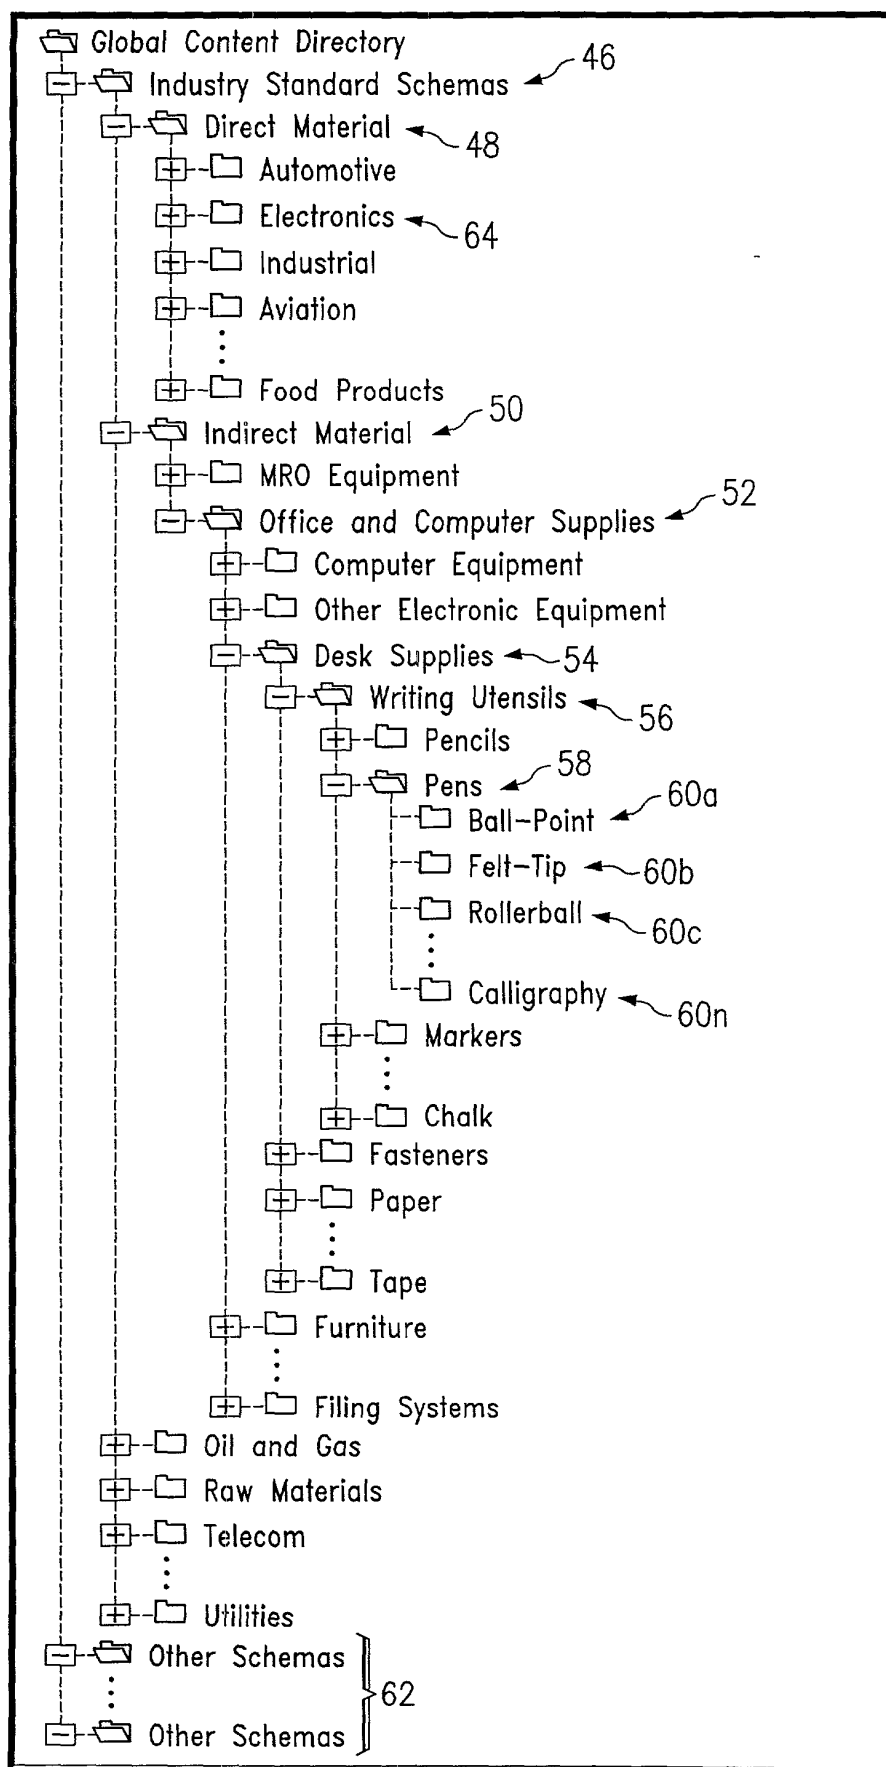 Global Content Directory
Industry Standard Schemas 46
Direct Material 48
Automotive
Electronics 64
Industrial
Aviation
Food Products
Indirect Material 50
MRO Equipment
Office and Computer Supplies 52
Computer Equipment
Other Electronic Equipment
Desk Supplies 54
Writing Utensils 56
Pencils
Pens 58
Ball-Point 60a
Felt-Tip 60b
Rollerball 60c
Calligraphy 60n
Markers
Chalk
Fasteners
Paper
Tape
Furniture
Filing Systems
Oil and Gas
Raw Materials
Telecom
Utilities
Other Schemas
62
Other Schemas